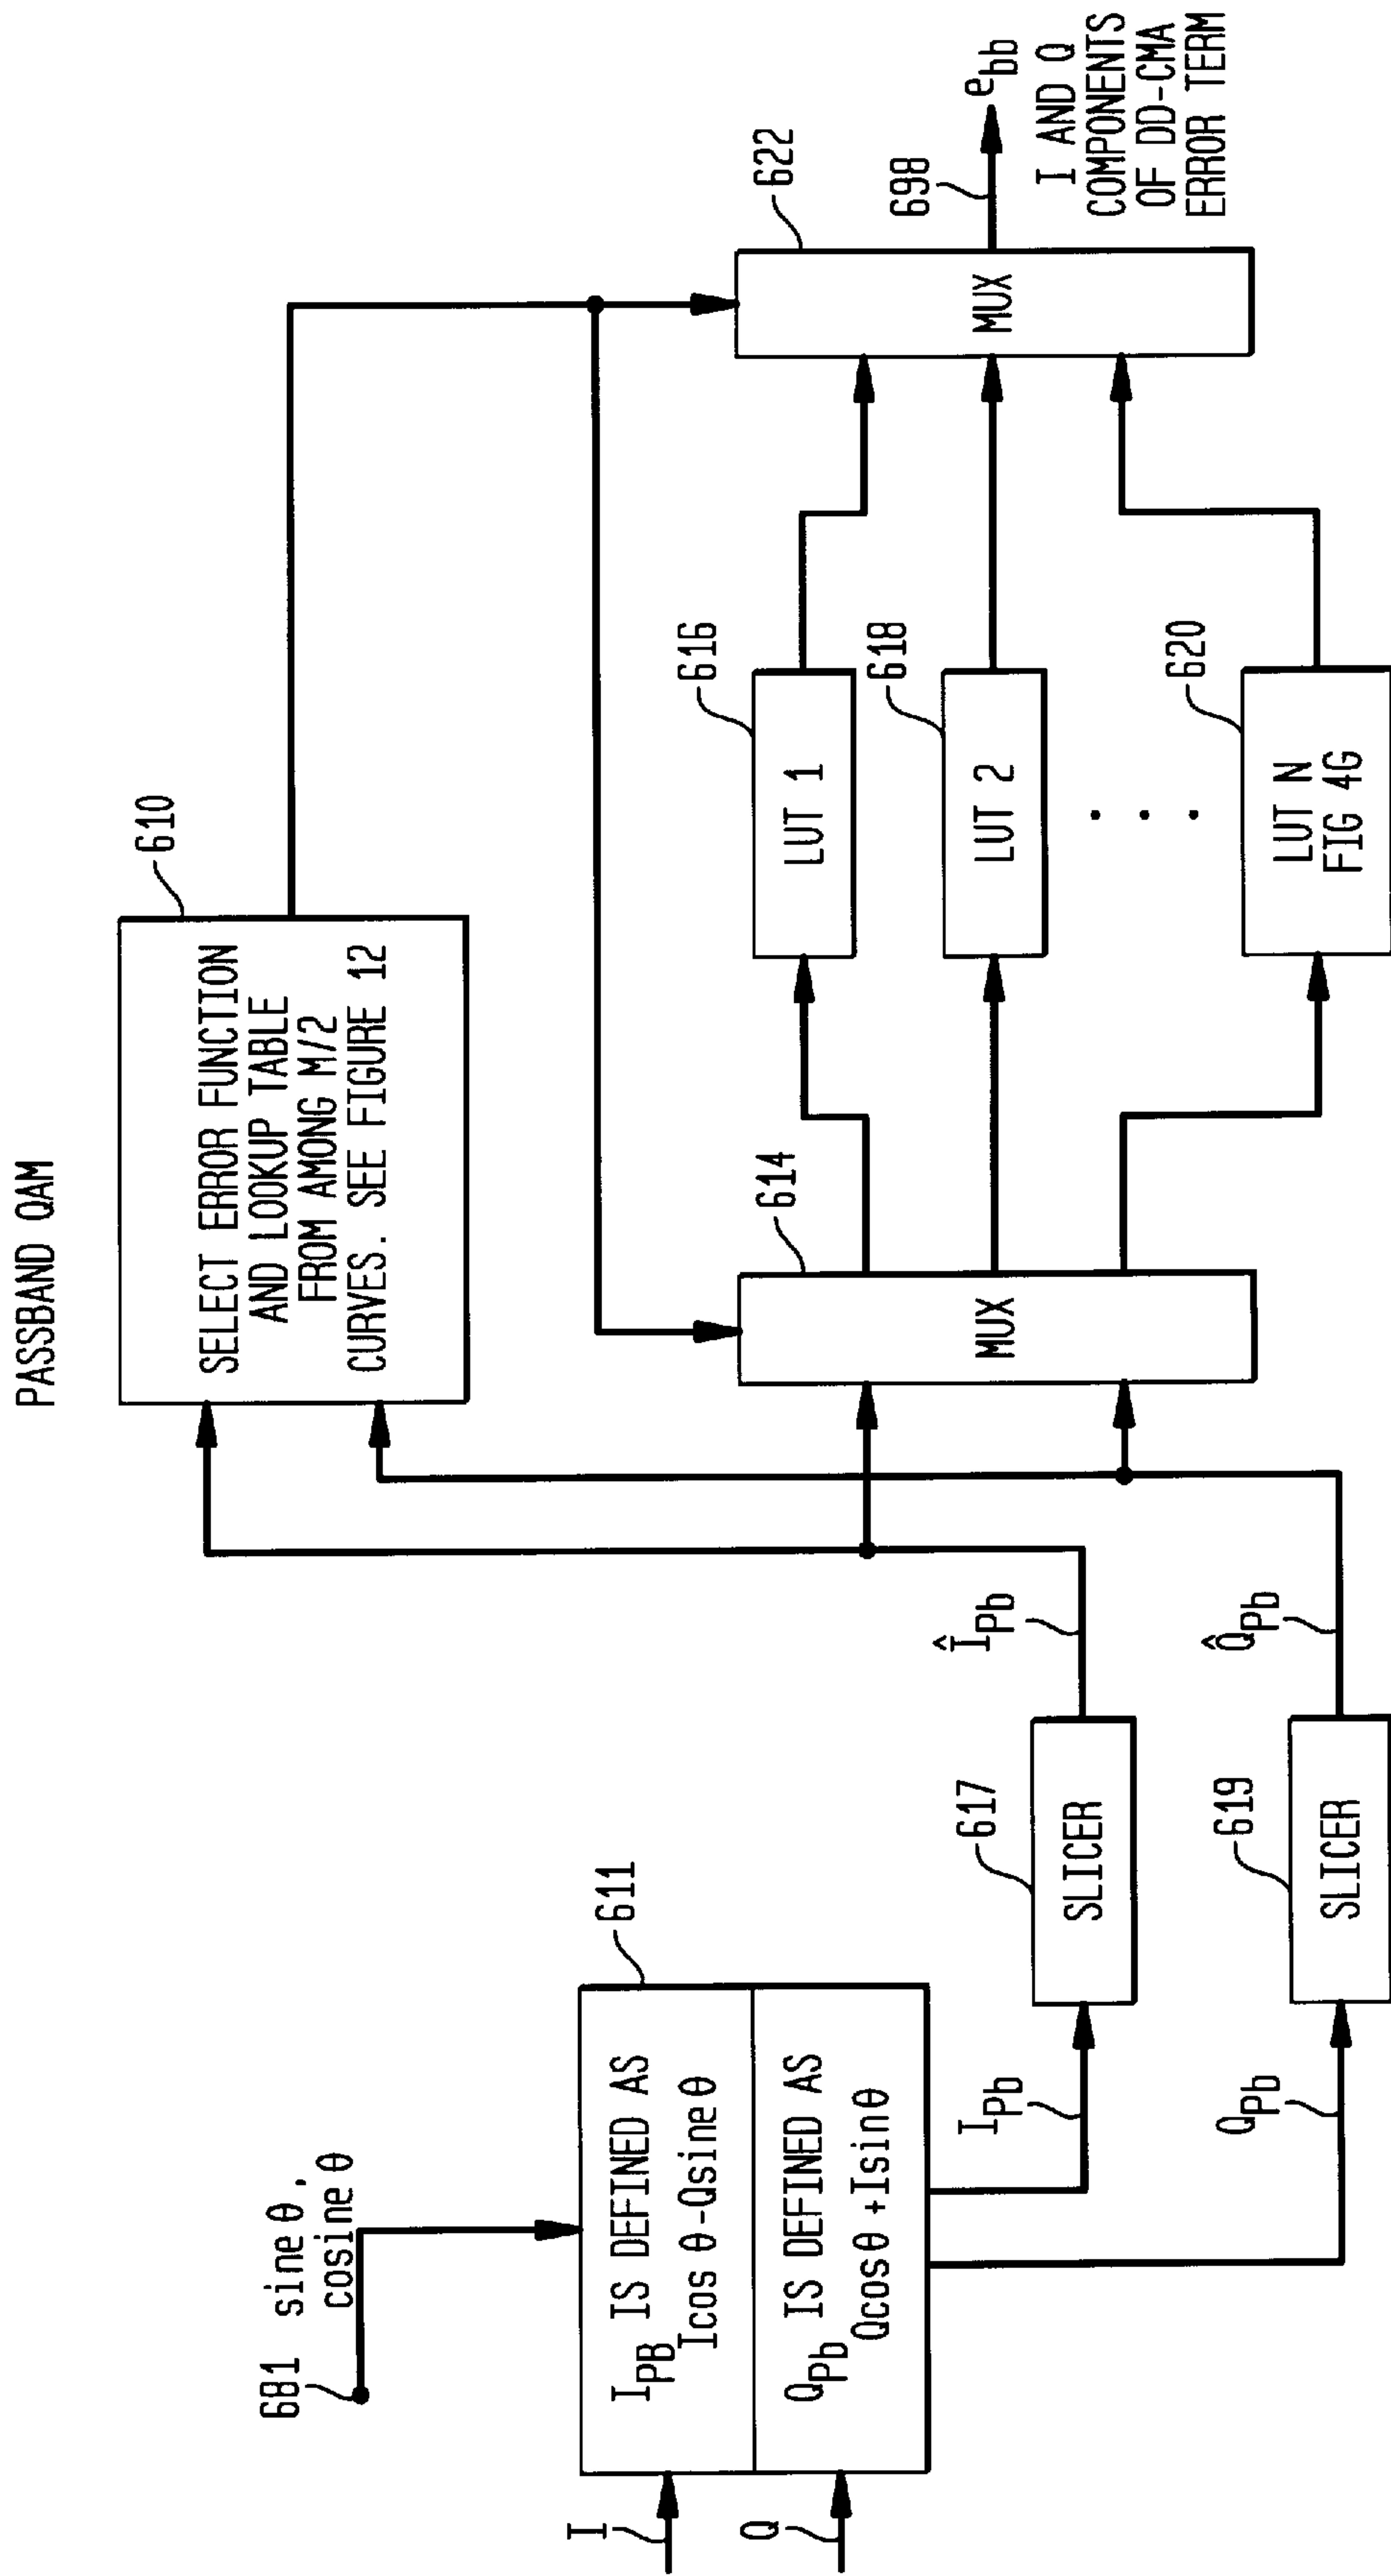 PASSBAND QAM
610
SELECT ERROR FUNCTION
AND LOOKUP TABLE
FROM AMONG M/2
CURVES. SEE FIGURE 12
681
sine θ,
cosine θ
611
I
Q
I_PB IS DEFINED AS
Icos θ-Qsine θ
Q_Pb IS DEFINED AS
Qcos θ +Isin θ
I_Pb
Q_Pb
617
SLICER
619
SLICER
Î_Pb
Q̂_Pb
614
MUX
616
LUT 1
618
LUT 2
. . .
620
LUT N
FIG 4G
622
MUX
698
e_bb
I AND Q
COMPONENTS
OF DD-CMA
ERROR TERM